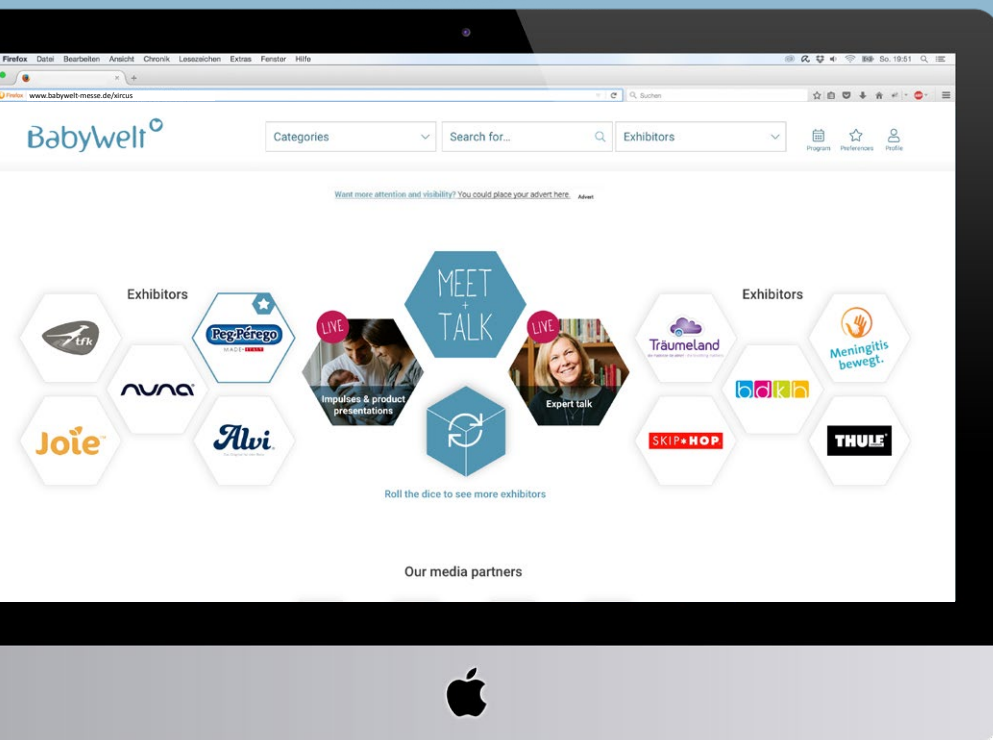 Firefox Datei Bearbeiten Ansicht Chronik Lesezeichen Extras Fenster Hilfe
So. 19:51
www.babywelt-messe.de/xircus
Suchen
BabyWelt
Categories
Search for...
Exhibitors
Program
Preferences
Profile
Want more attention and visibility? You could place your advert here.
Advert
Exhibitors
tfk
Peg-Pérego
MADE IN ITALY
nuna
Joie
Alvi
LIVE
Impulses & product
presentations
MEET
+
TALK
LIVE
Expert talk
Roll the dice to see more exhibitors
Exhibitors
Träumeland
Meningitis
bewegt.
bdkh
SKIP*HOP
THULE
Our media partners